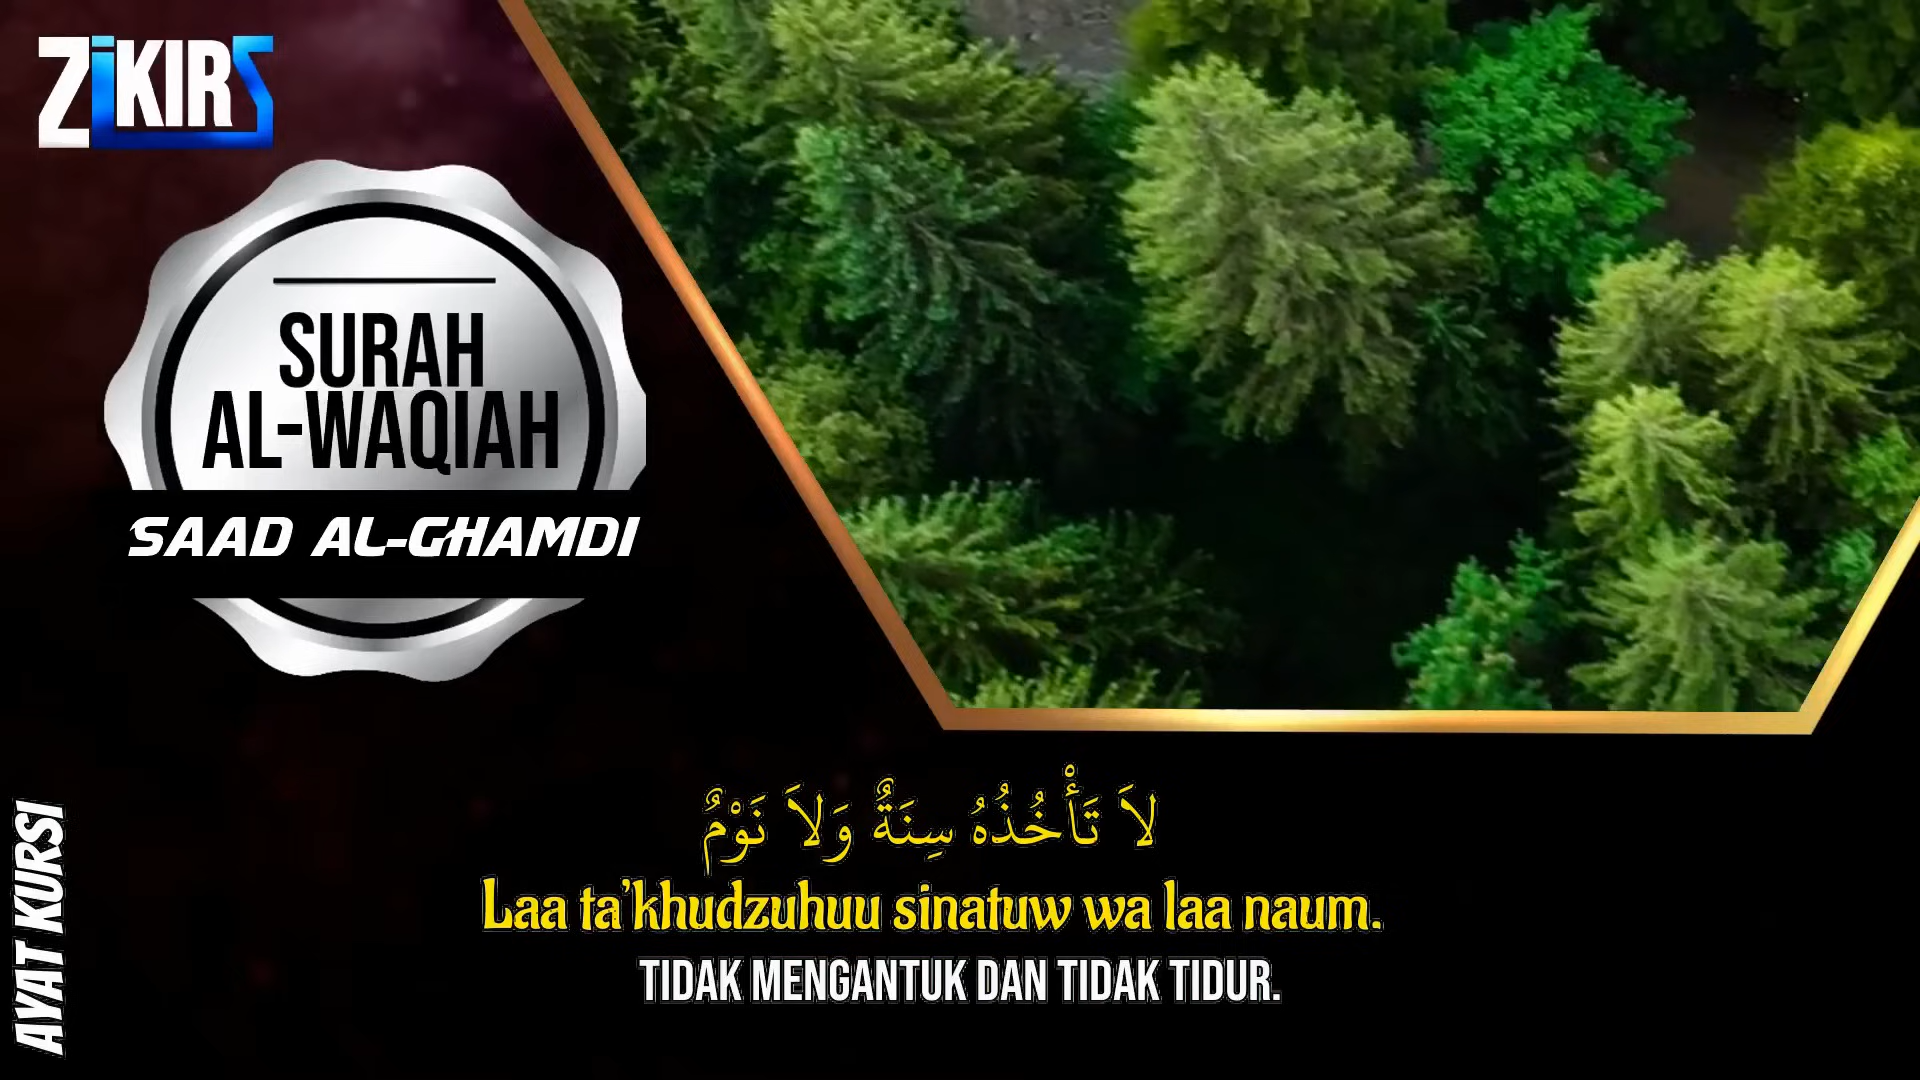 ZiKIRS
SURAH
AL-WAQIAH
SAAD AL-GHAMDI
لاَ تَأْخُذُهُ سِنَةٌ وَلاَ نَوْمٌ
Laa ta'khudzuhuu sinatuw wa laa naum.
TIDAK MENGANTUK DAN TIDAK TIDUR.
AYAT KURSI